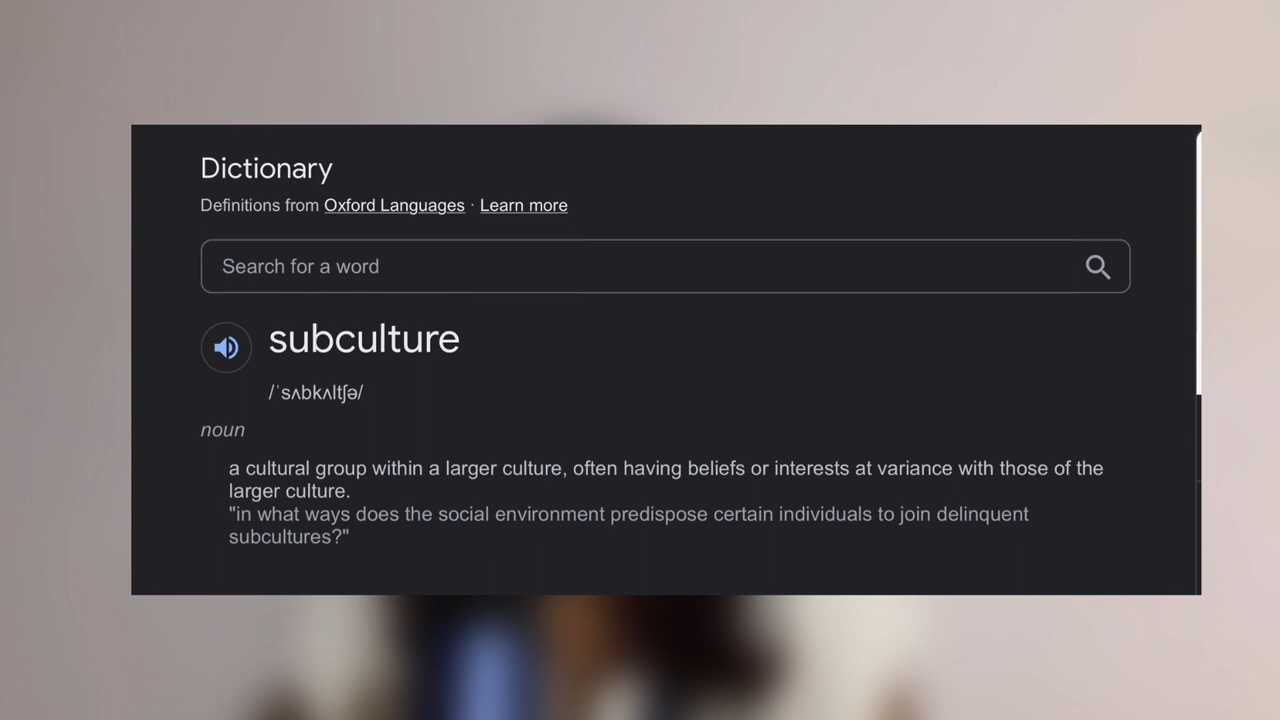 Dictionary
Definitions from Oxford Languages · Learn more
Search for a word
subculture
/ˈsʌbkʌltʃə/
noun
a cultural group within a larger culture, often having beliefs or interests at variance with those of the
larger culture.
"in what ways does the social environment predispose certain individuals to join delinquent
subcultures?"